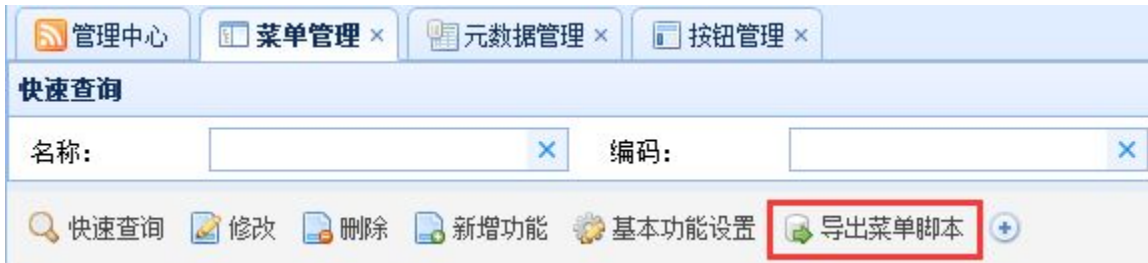 管理中心 菜单管理 × 元数据管理 × 按钮管理 ×
快速查询
名称: 编码:
快速查询 修改 删除 新增功能 基本功能设置 导出菜单脚本